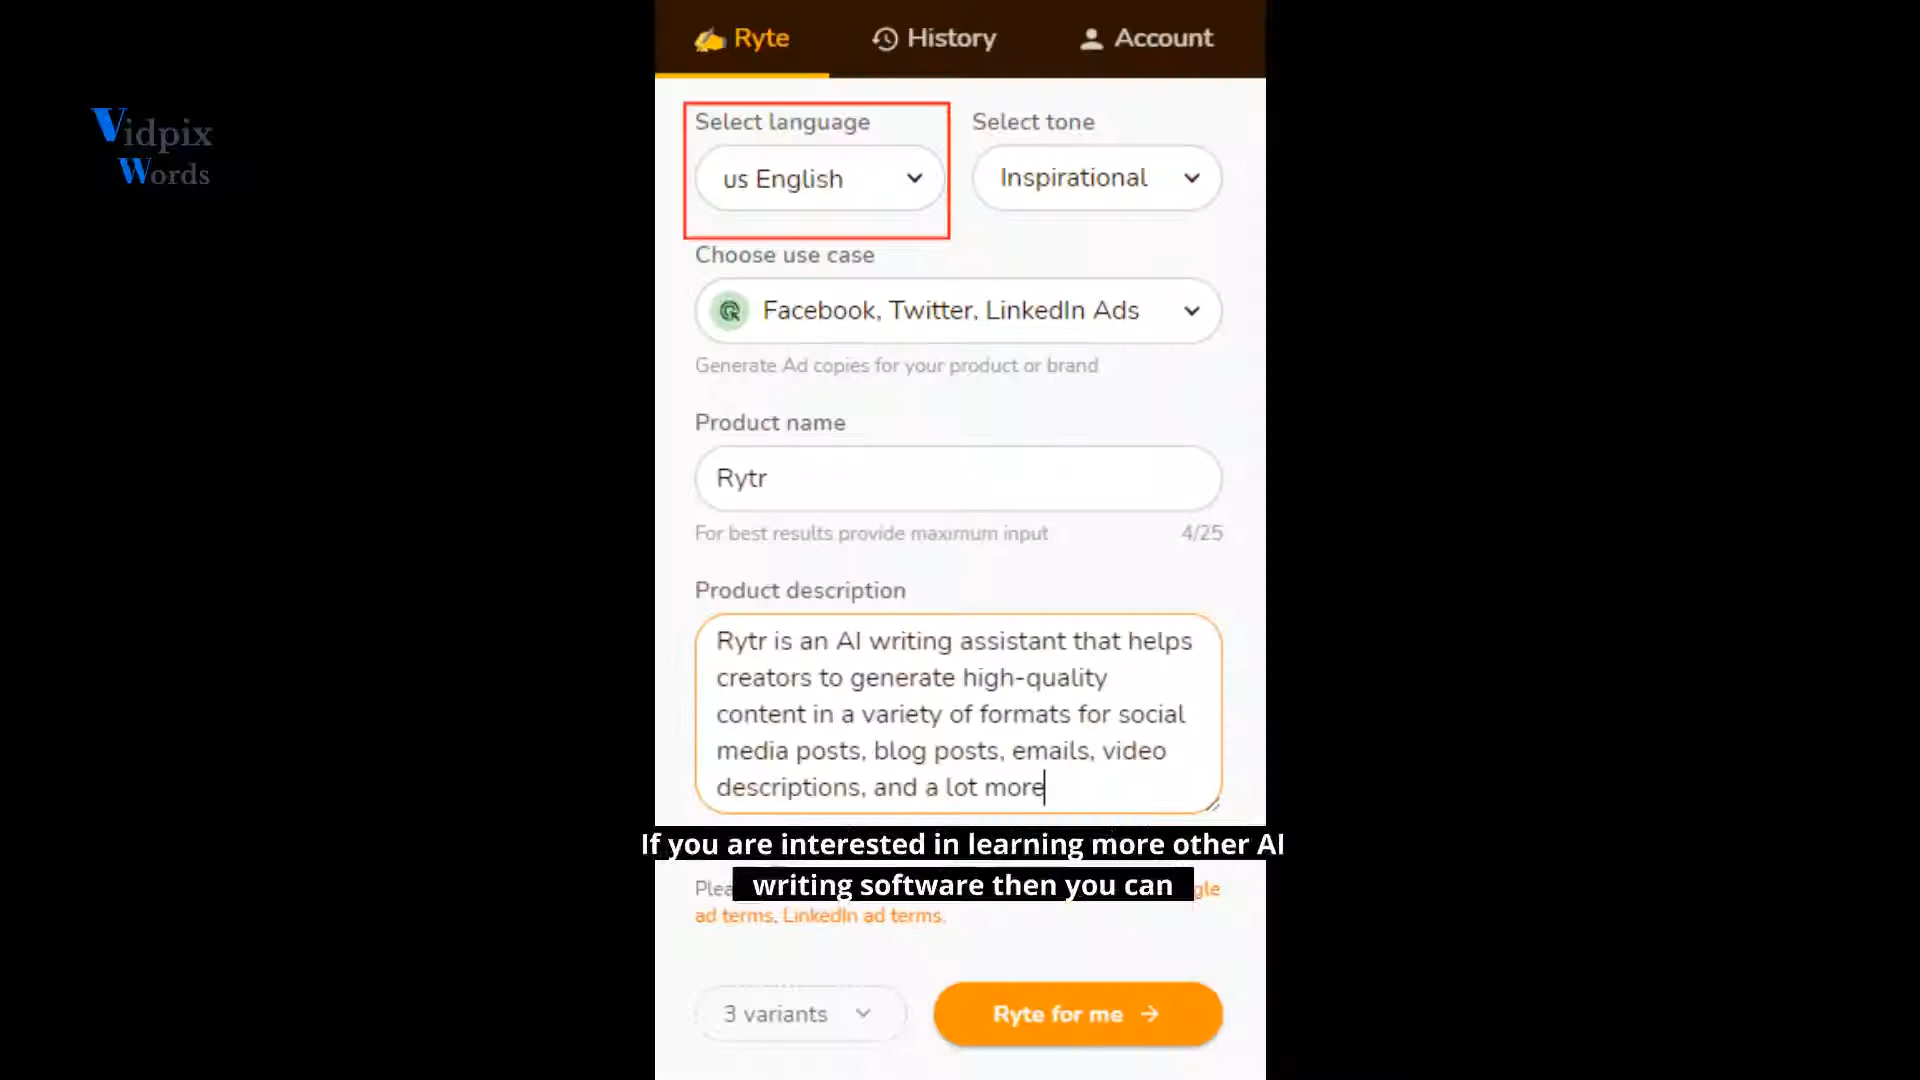 Ryte
History
Account
Vidpix
Words
Select language
Select tone
us English
Inspirational
Choose use case
Facebook, Twitter, LinkedIn Ads
Generate Ad copies for your product or brand
Product name
Rytr
For best results provide maximum input
4/25
Product description
Rytr is an AI writing assistant that helps
creators to generate high-quality
content in a variety of formats for social
media posts, blog posts, emails, video
descriptions, and a lot more
If you are interested in learning more other AI
writing software then you can
ad terms, LinkedIn ad terms.
3 variants
Ryte for me